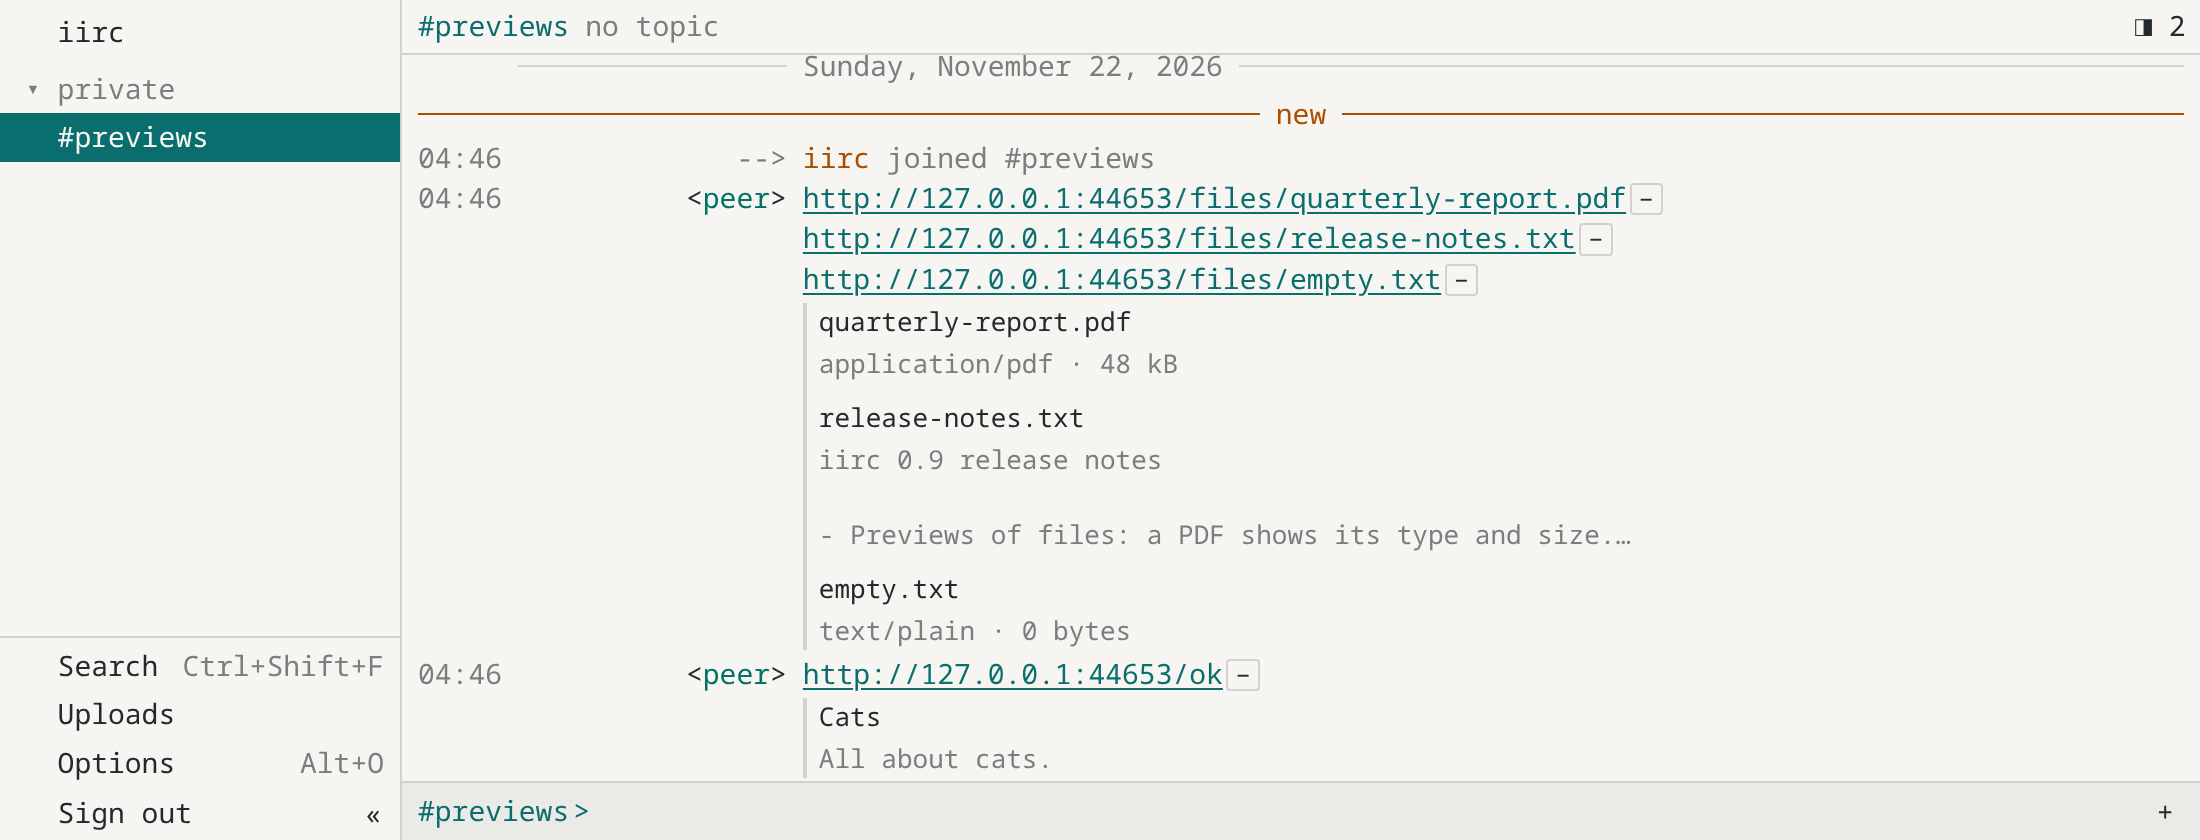 iirc
▾ private
#previews
Search Ctrl+Shift+F
Uploads
Options Alt+O
Sign out «
#previews no topic ◨ 2
Sunday, November 22, 2026
new
04:46 --> iirc joined #previews
04:46 <peer> http://127.0.0.1:44653/files/quarterly-report.pdf −
http://127.0.0.1:44653/files/release-notes.txt −
http://127.0.0.1:44653/files/empty.txt −
quarterly-report.pdf
application/pdf · 48 kB
release-notes.txt
iirc 0.9 release notes
- Previews of files: a PDF shows its type and size.…
empty.txt
text/plain · 0 bytes
04:46 <peer> http://127.0.0.1:44653/ok −
Cats
All about cats.
#previews> +